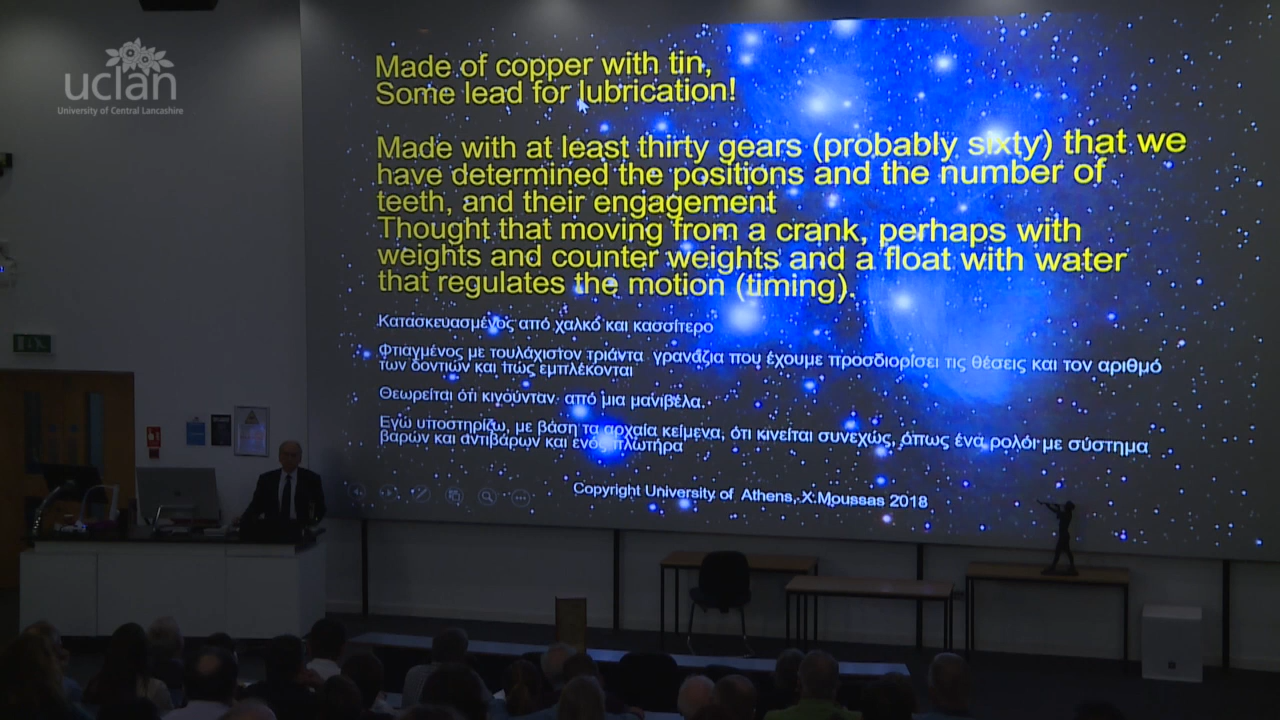 uclan
University of Central Lancashire
Made of copper with tin,
Some lead for lubrication!
Made with at least thirty gears (probably sixty) that we
have determined the positions and the number of
teeth, and their engagement
Thought that moving from a crank, perhaps with
weights and counter weights and a float with water
that regulates the motion (timing).
Κατασκευασμένος από χαλκό και κασσίτερο
Φτιαγμένος με τουλάχιστον τριάντα γρανάζια που έχουμε προσδιορίσει τις θέσεις και τον αριθμό
των δοντιών και πώς εμπλέκονται
Θεωρείται ότι κινούνταν από μια μανιβέλα.
Εγώ υποστηρίζω, με βάση τα αρχαία κείμενα, ότι κινείται συνεχώς, όπως ένα ρολόι με σύστημα
βαρών και αντιβάρων και ενός πλωτήρα
Copyright University of Athens, X.Moussas 2018